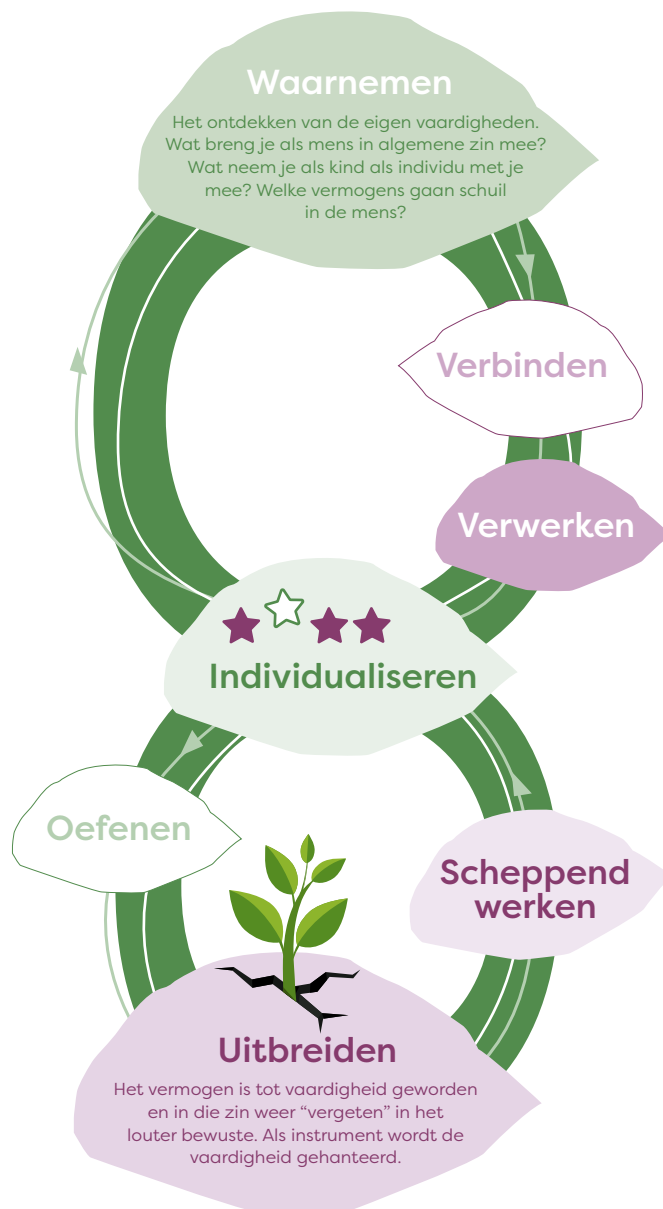 Waarnemen
Het ontdekken van de eigen vaardigheden.
Wat breng je als mens in algemene zin mee?
Wat neem je als kind als individu met je
mee? Welke vermogens gaan schuil
in de mens?
Verbinden
Verwerken
Individualiseren
Oefenen
Scheppend
werken
Uitbreiden
Het vermogen is tot vaardigheid geworden
en in die zin weer “vergeten” in het
louter bewuste. Als instrument wordt de
vaardigheid gehanteerd.